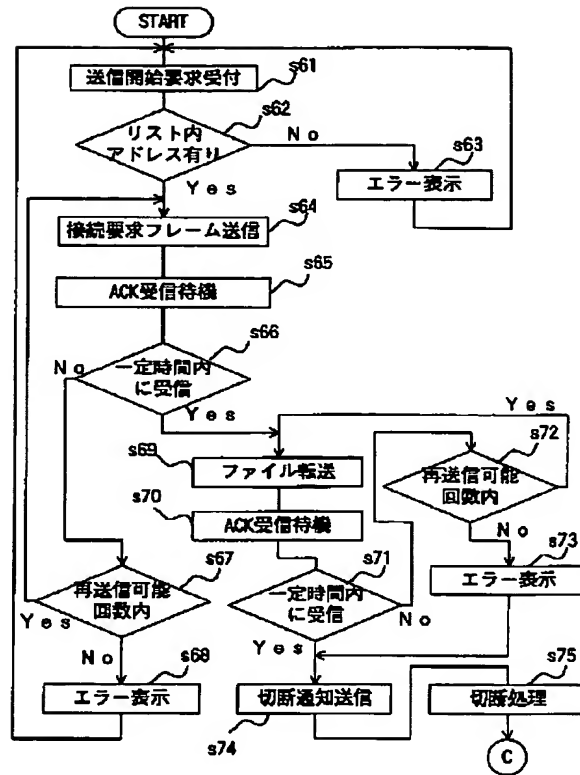 START
送信開始要求受付
s61
s62
リスト内
アドレス有り
No
s63
エラー表示
Yes
s64
接続要求フレーム送信
s65
ACK受信待機
s66
No
一定時間内
に受信
Yes
Yes
s72
s69
ファイル転送
再送信可能
回数内
s70
ACK受信待機
No
s73
エラー表示
s67
再送信可能
回数内
s71
一定時間内
に受信
Yes
No
No
Yes
s68
エラー表示
切断通知送信
s74
s75
切断処理
C